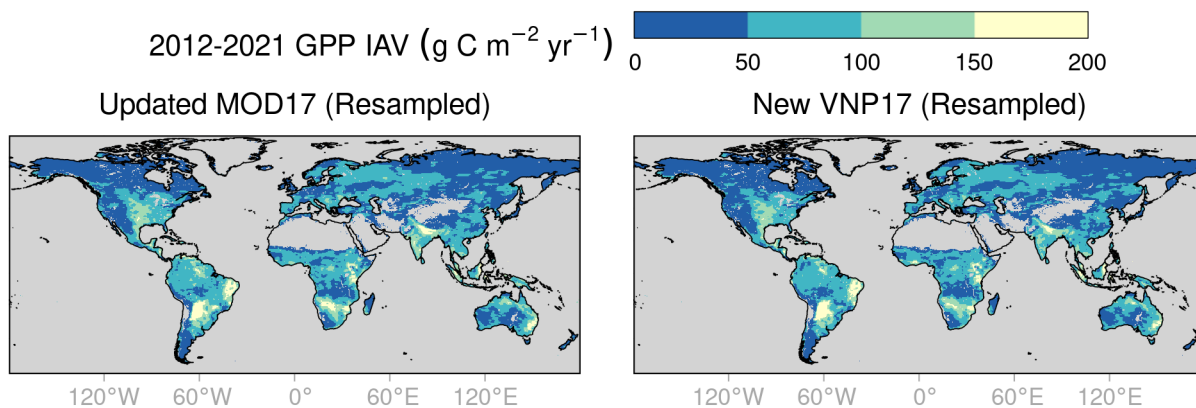 2012-2021 GPP IAV (g C m⁻² yr⁻¹)
0 50 100 150 200
Updated MOD17 (Resampled)
New VNP17 (Resampled)
120°W 60°W 0° 60°E 120°E
120°W 60°W 0° 60°E 120°E